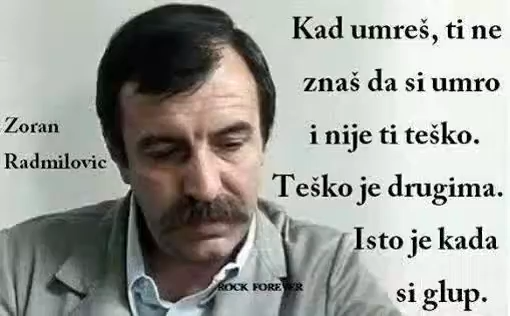 Kad umreš, ti ne
znaš da si umro
i nije ti teško.
Teško je drugima.
Isto je kada
si glup.
Zoran
Radmilovic
ROCK FOREVER